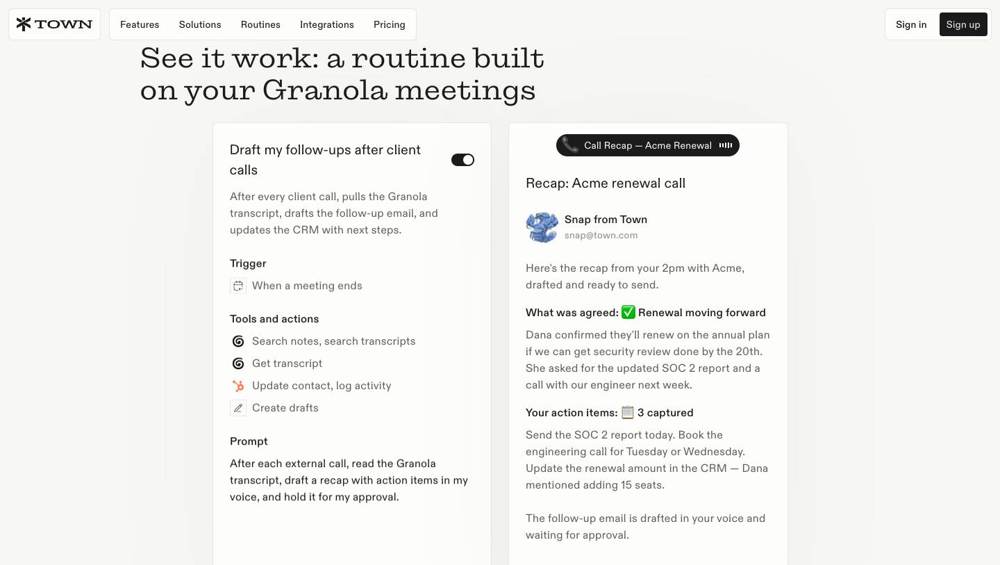 TOWN
Features
Solutions
Routines
Integrations
Pricing
Sign in
Sign up
See it work: a routine built
on your Granola meetings
Draft my follow-ups after client
calls
After every client call, pulls the Granola
transcript, drafts the follow-up email, and
updates the CRM with next steps.
Trigger
When a meeting ends
Tools and actions
Search notes, search transcripts
Get transcript
Update contact, log activity
Create drafts
Prompt
After each external call, read the Granola
transcript, draft a recap with action items in my
voice, and hold it for my approval.
Call Recap — Acme Renewal
Recap: Acme renewal call
Snap from Town
snap@town.com
Here's the recap from your 2pm with Acme,
drafted and ready to send.
What was agreed: ✅ Renewal moving forward
Dana confirmed they'll renew on the annual plan
if we can get security review done by the 20th.
She asked for the updated SOC 2 report and a
call with our engineer next week.
Your action items: 📋 3 captured
Send the SOC 2 report today. Book the
engineering call for Tuesday or Wednesday.
Update the renewal amount in the CRM — Dana
mentioned adding 15 seats.
The follow-up email is drafted in your voice and
waiting for approval.